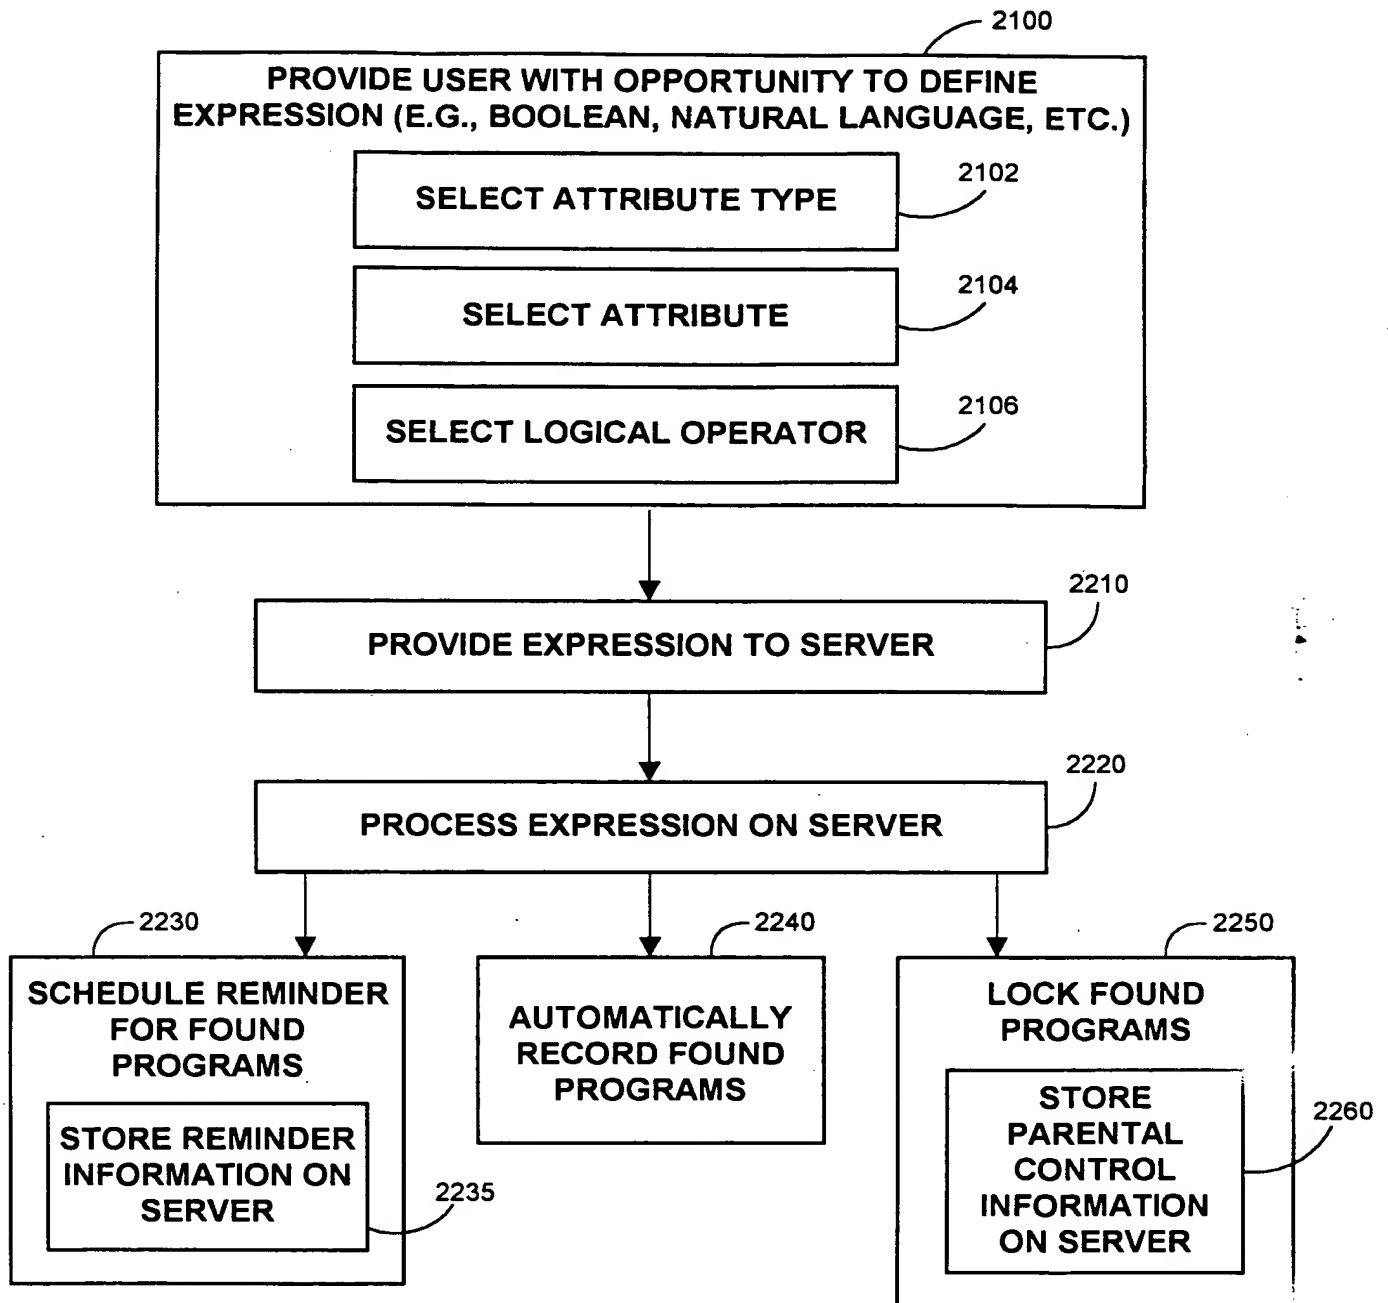 2100
PROVIDE USER WITH OPPORTUNITY TO DEFINE
EXPRESSION (E.G., BOOLEAN, NATURAL LANGUAGE, ETC.)
2102
SELECT ATTRIBUTE TYPE
2104
SELECT ATTRIBUTE
2106
SELECT LOGICAL OPERATOR
2210
PROVIDE EXPRESSION TO SERVER
2220
PROCESS EXPRESSION ON SERVER
2230
SCHEDULE REMINDER
FOR FOUND
PROGRAMS
STORE REMINDER
INFORMATION ON
SERVER
2235
2240
AUTOMATICALLY
RECORD FOUND
PROGRAMS
2250
LOCK FOUND
PROGRAMS
STORE
PARENTAL
CONTROL
INFORMATION
ON SERVER
2260